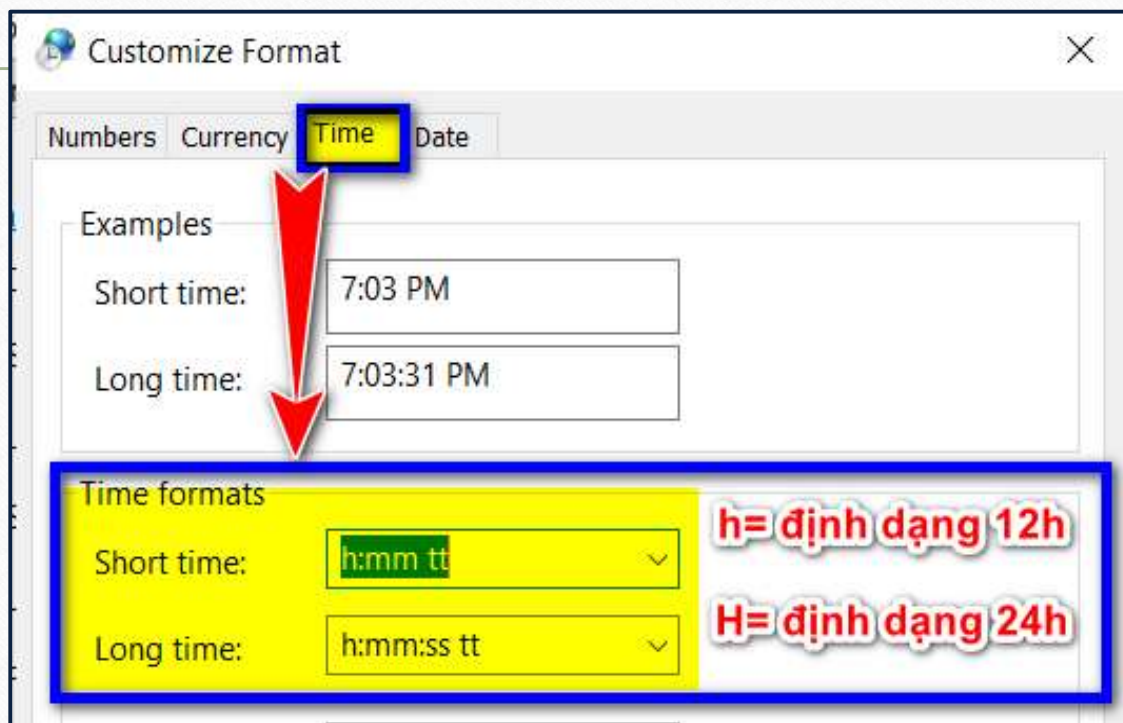 Customize Format
Numbers Currency Time Date
Examples
Short time: 7:03 PM
Long time: 7:03:31 PM
Time formats
h= định dạng 12h
Short time: h:mm tt
H= định dạng 24h
Long time: h:mm:ss tt